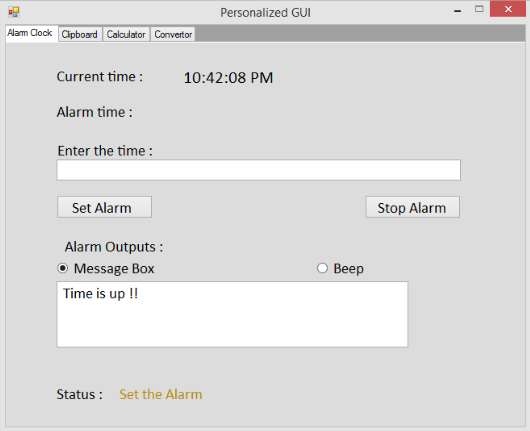 Personalized GUI
Alarm Clock Clipboard Calculator Convertor
Current time : 10:42:08 PM
Alarm time :
Enter the time :
Set Alarm Stop Alarm
Alarm Outputs :
Message Box Beep
Time is up !!
Status : Set the Alarm